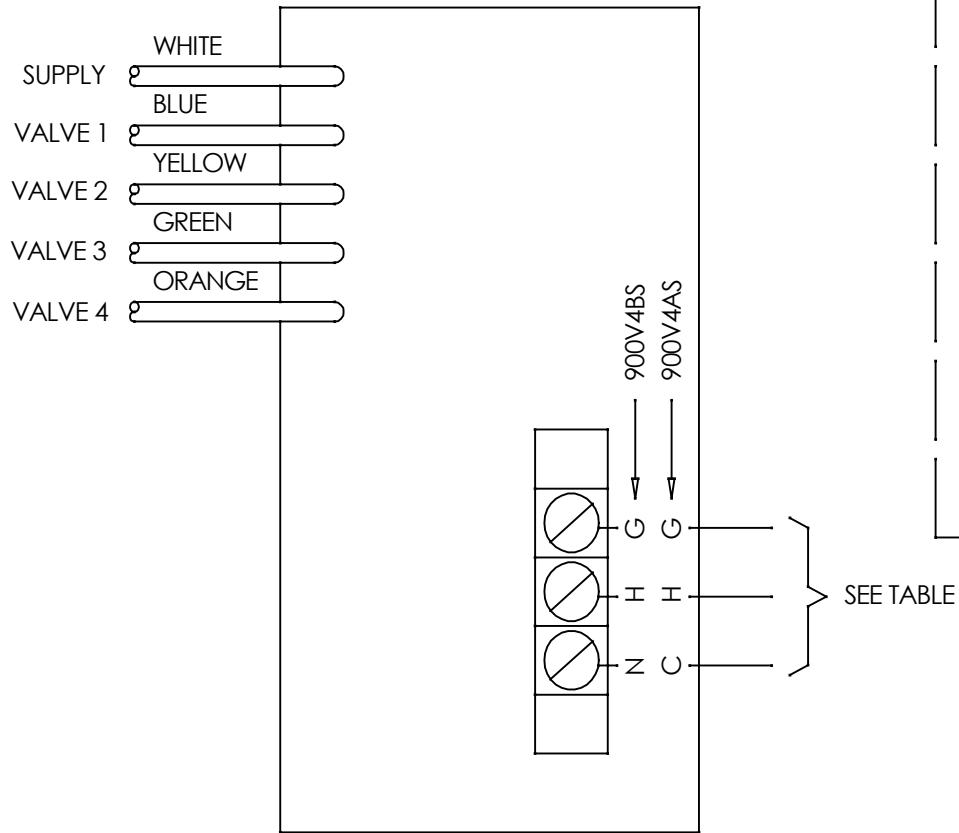 WHITE
SUPPLY
BLUE
VALVE 1
YELLOW
VALVE 2
GREEN
VALVE 3
ORANGE
VALVE 4
900V4BS
900V4AS
G G
H H
SEE TABLE
N C